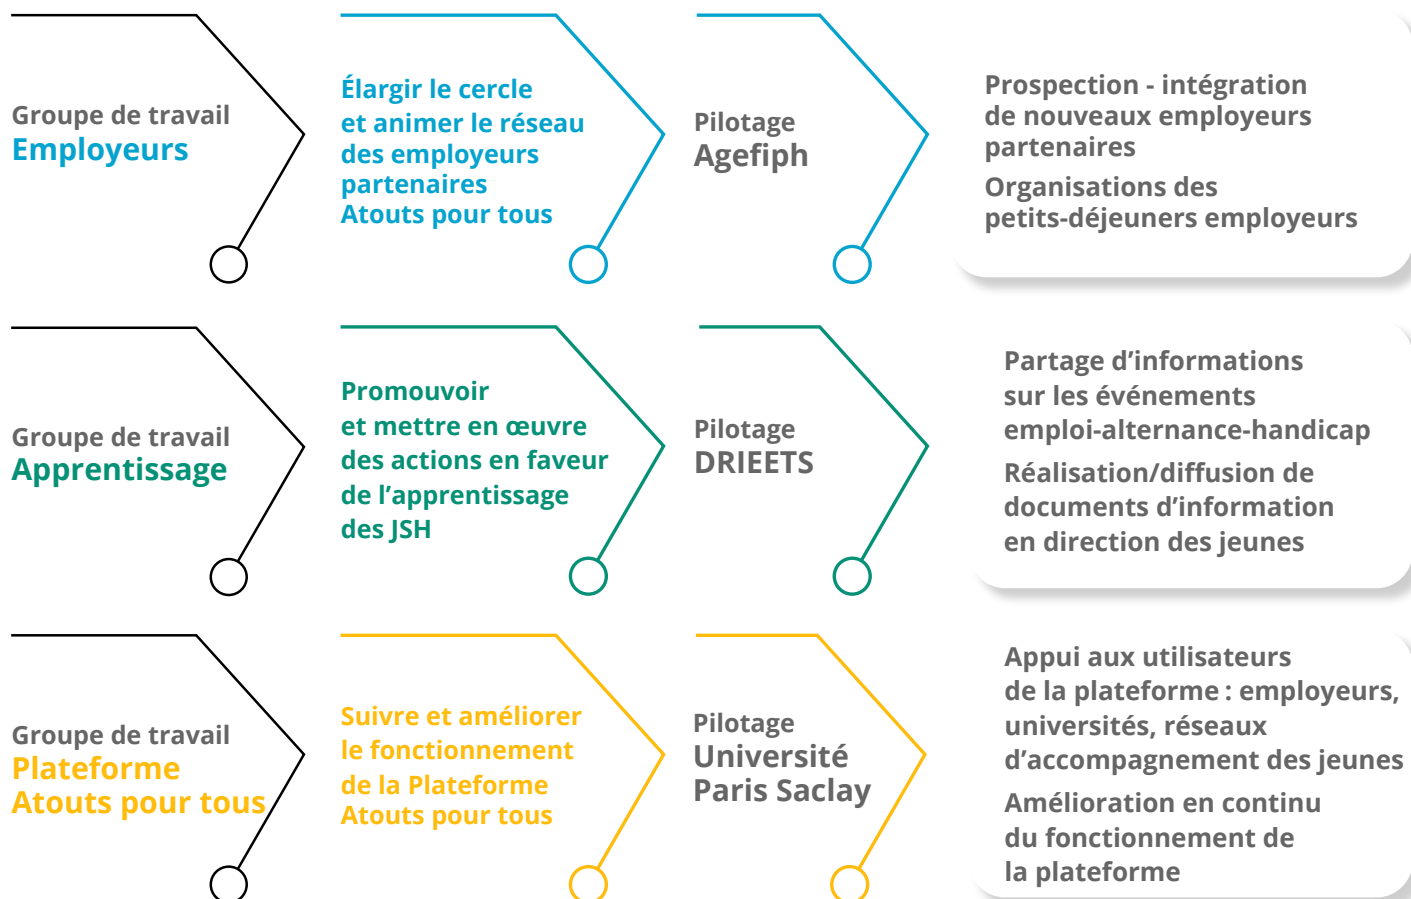 Groupe de travail
Employeurs
Élargir le cercle
et animer le réseau
des employeurs
partenaires
Atouts pour tous
Pilotage
Agefiph
Prospection - intégration
de nouveaux employeurs
partenaires
Organisations des
petits-déjeuners employeurs
Groupe de travail
Apprentissage
Promouvoir
et mettre en œuvre
des actions en faveur
de l’apprentissage
des JSH
Pilotage
DRIEETS
Partage d’informations
sur les événements
emploi-alternance-handicap
Réalisation/diffusion de
documents d’information
en direction des jeunes
Groupe de travail
Plateforme
Atouts pour tous
Suivre et améliorer
le fonctionnement
de la Plateforme
Atouts pour tous
Pilotage
Université
Paris Saclay
Appui aux utilisateurs
de la plateforme : employeurs,
universités, réseaux
d’accompagnement des jeunes
Amélioration en continu
du fonctionnement de
la plateforme